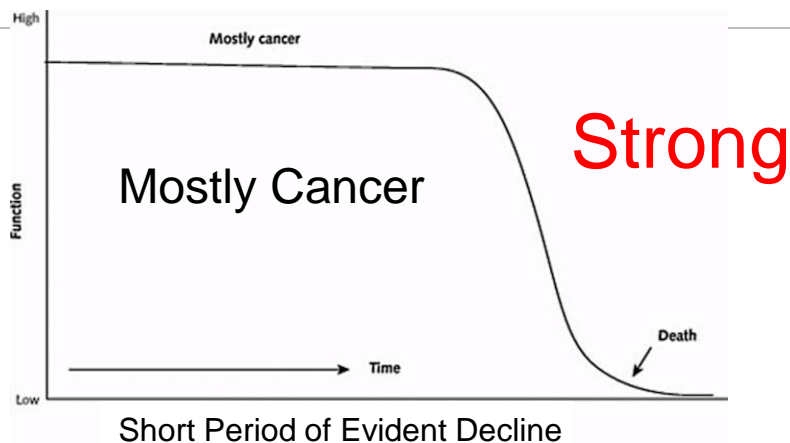 High
Mostly cancer
Strong
Mostly Cancer
Function
Death
Time
Low
Short Period of Evident Decline